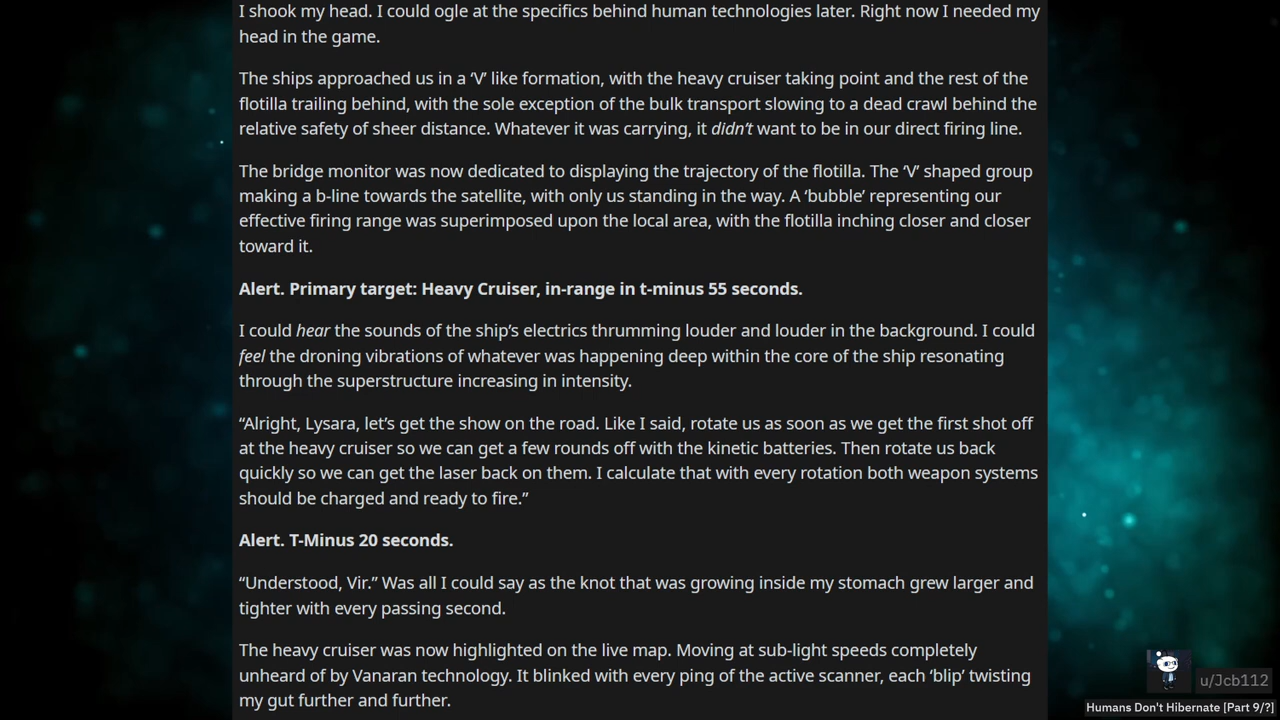 I shook my head. I could ogle at the specifics behind human technologies later. Right now I needed my
head in the game.
The ships approached us in a ‘V’ like formation, with the heavy cruiser taking point and the rest of the
flotilla trailing behind, with the sole exception of the bulk transport slowing to a dead crawl behind the
relative safety of sheer distance. Whatever it was carrying, it didn’t want to be in our direct firing line.
The bridge monitor was now dedicated to displaying the trajectory of the flotilla. The ‘V’ shaped group
making a b-line towards the satellite, with only us standing in the way. A ‘bubble’ representing our
effective firing range was superimposed upon the local area, with the flotilla inching closer and closer
toward it.
Alert. Primary target: Heavy Cruiser, in-range in t-minus 55 seconds.
I could hear the sounds of the ship’s electrics thrumming louder and louder in the background. I could
feel the droning vibrations of whatever was happening deep within the core of the ship resonating
through the superstructure increasing in intensity.
“Alright, Lysara, let’s get the show on the road. Like I said, rotate us as soon as we get the first shot off
at the heavy cruiser so we can get a few rounds off with the kinetic batteries. Then rotate us back
quickly so we can get the laser back on them. I calculate that with every rotation both weapon systems
should be charged and ready to fire.”
Alert. T-Minus 20 seconds.
“Understood, Vir.” Was all I could say as the knot that was growing inside my stomach grew larger and
tighter with every passing second.
The heavy cruiser was now highlighted on the live map. Moving at sub-light speeds completely
unheard of by Vanaran technology. It blinked with every ping of the active scanner, each ‘blip’ twisting
my gut further and further.
u/Jcb112
Humans Don't Hibernate [Part 9/?]